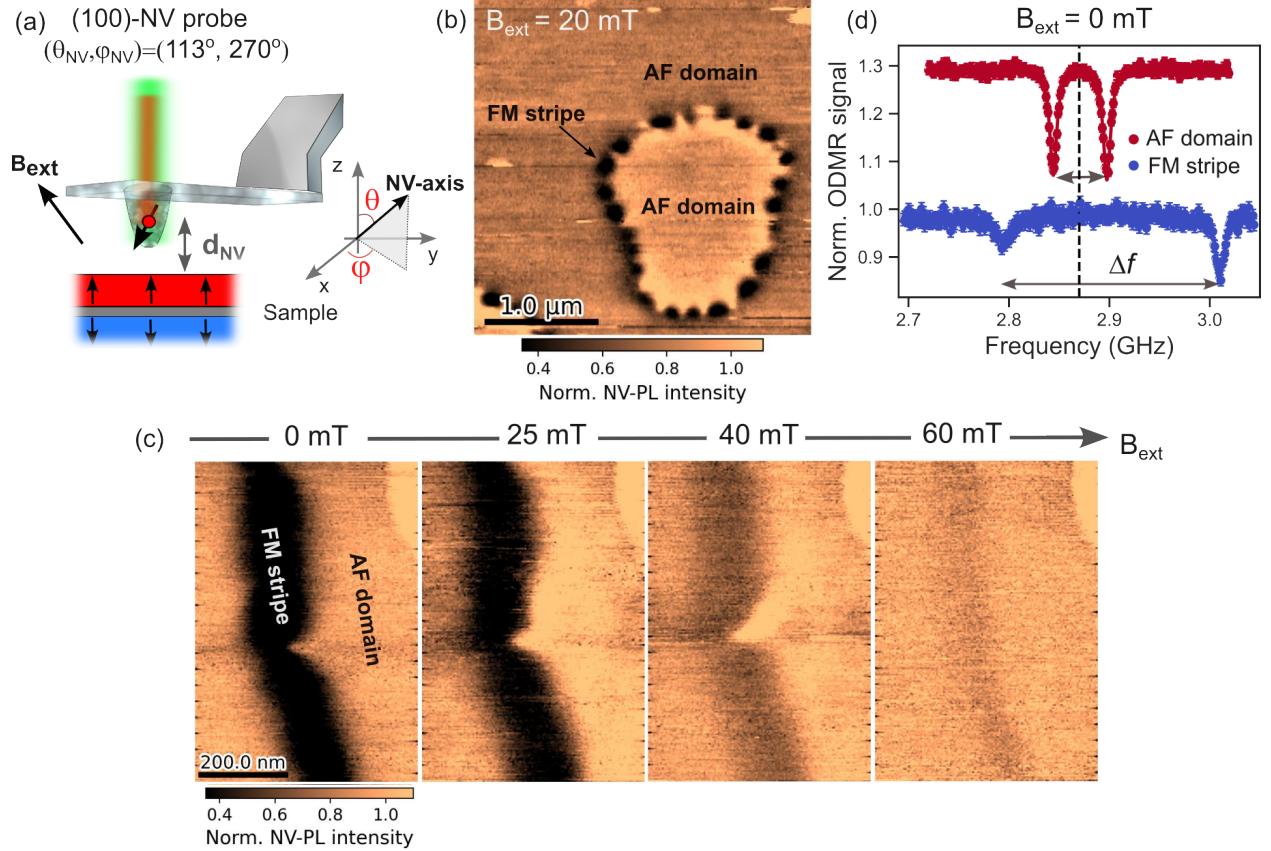 (a)
(100)-NV probe
(θNV,φNV)=(113°, 270°)
Bext
dNV
z
NV-axis
θ
φ
y
x
Sample
(b)
Bext = 20 mT
AF domain
FM stripe
AF domain
1.0 μm
0.4 0.6 0.8 1.0
Norm. NV-PL intensity
(d)
Bext = 0 mT
Norm. ODMR signal
1.3
1.2
1.1
1.0
0.9
AF domain
FM stripe
Δf
2.7 2.8 2.9 3.0
Frequency (GHz)
(c)
0 mT 25 mT 40 mT 60 mT
Bext
FM stripe
AF domain
200.0 nm
0.4 0.6 0.8 1.0
Norm. NV-PL intensity